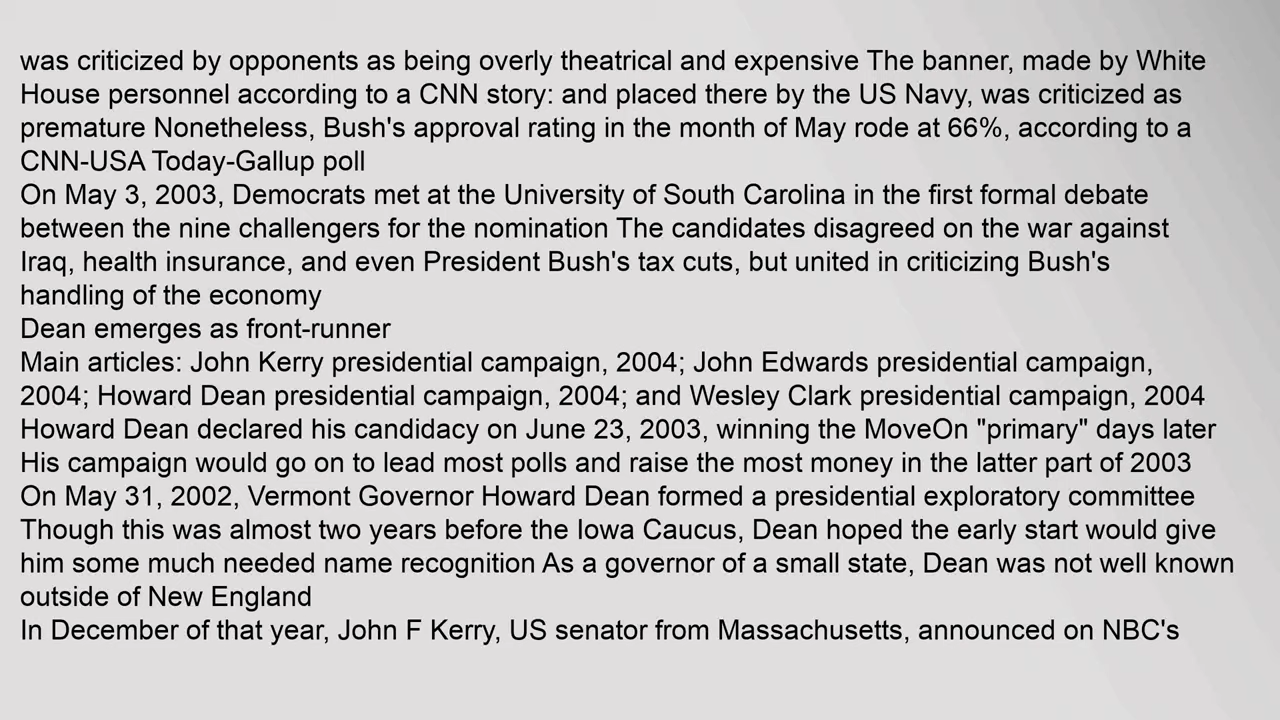 was criticized by opponents as being overly theatrical and expensive The banner, made by White
House personnel according to a CNN story: and placed there by the US Navy, was criticized as
premature Nonetheless, Bush's approval rating in the month of May rode at 66%, according to a
CNN-USA Today-Gallup poll
On May 3, 2003, Democrats met at the University of South Carolina in the first formal debate
between the nine challengers for the nomination The candidates disagreed on the war against
Iraq, health insurance, and even President Bush's tax cuts, but united in criticizing Bush's
handling of the economy
Dean emerges as front-runner
Main articles: John Kerry presidential campaign, 2004; John Edwards presidential campaign,
2004; Howard Dean presidential campaign, 2004; and Wesley Clark presidential campaign, 2004
Howard Dean declared his candidacy on June 23, 2003, winning the MoveOn "primary" days later
His campaign would go on to lead most polls and raise the most money in the latter part of 2003
On May 31, 2002, Vermont Governor Howard Dean formed a presidential exploratory committee
Though this was almost two years before the Iowa Caucus, Dean hoped the early start would give
him some much needed name recognition As a governor of a small state, Dean was not well known
outside of New England
In December of that year, John F Kerry, US senator from Massachusetts, announced on NBC's